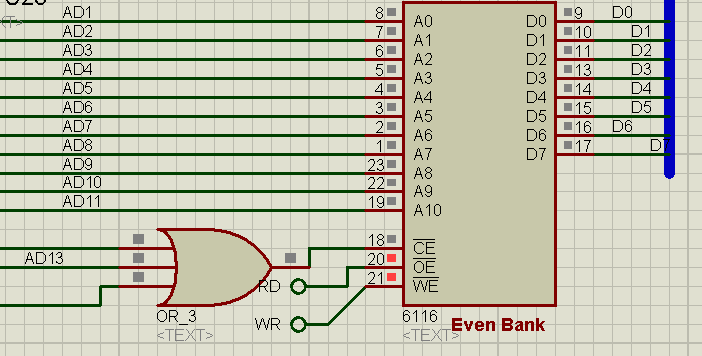 <T>
AD1 8 A0 D0 9 D0
AD2 7 A1 D1 10 D1
AD3 6 A2 D2 11 D2
AD4 5 A3 D3 13 D3
AD5 4 A4 D4 14 D4
AD6 3 A5 D5 15 D5
AD7 2 A6 D6 16 D6
AD8 1 A7 D7 17
AD9 23 A8
AD10 22 A9
AD11 19 A10
18 CE
AD13 20 OE
RD 21 WE
OR_3 WR 6116 Even Bank
<TEXT> <TEXT>